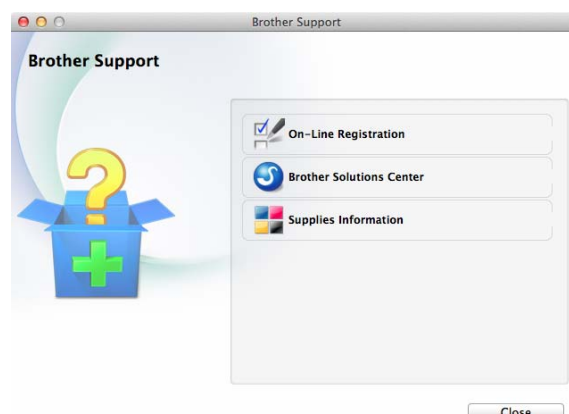 Brother Support
Brother Support
On-Line Registration
Brother Solutions Center
Supplies Information
Close